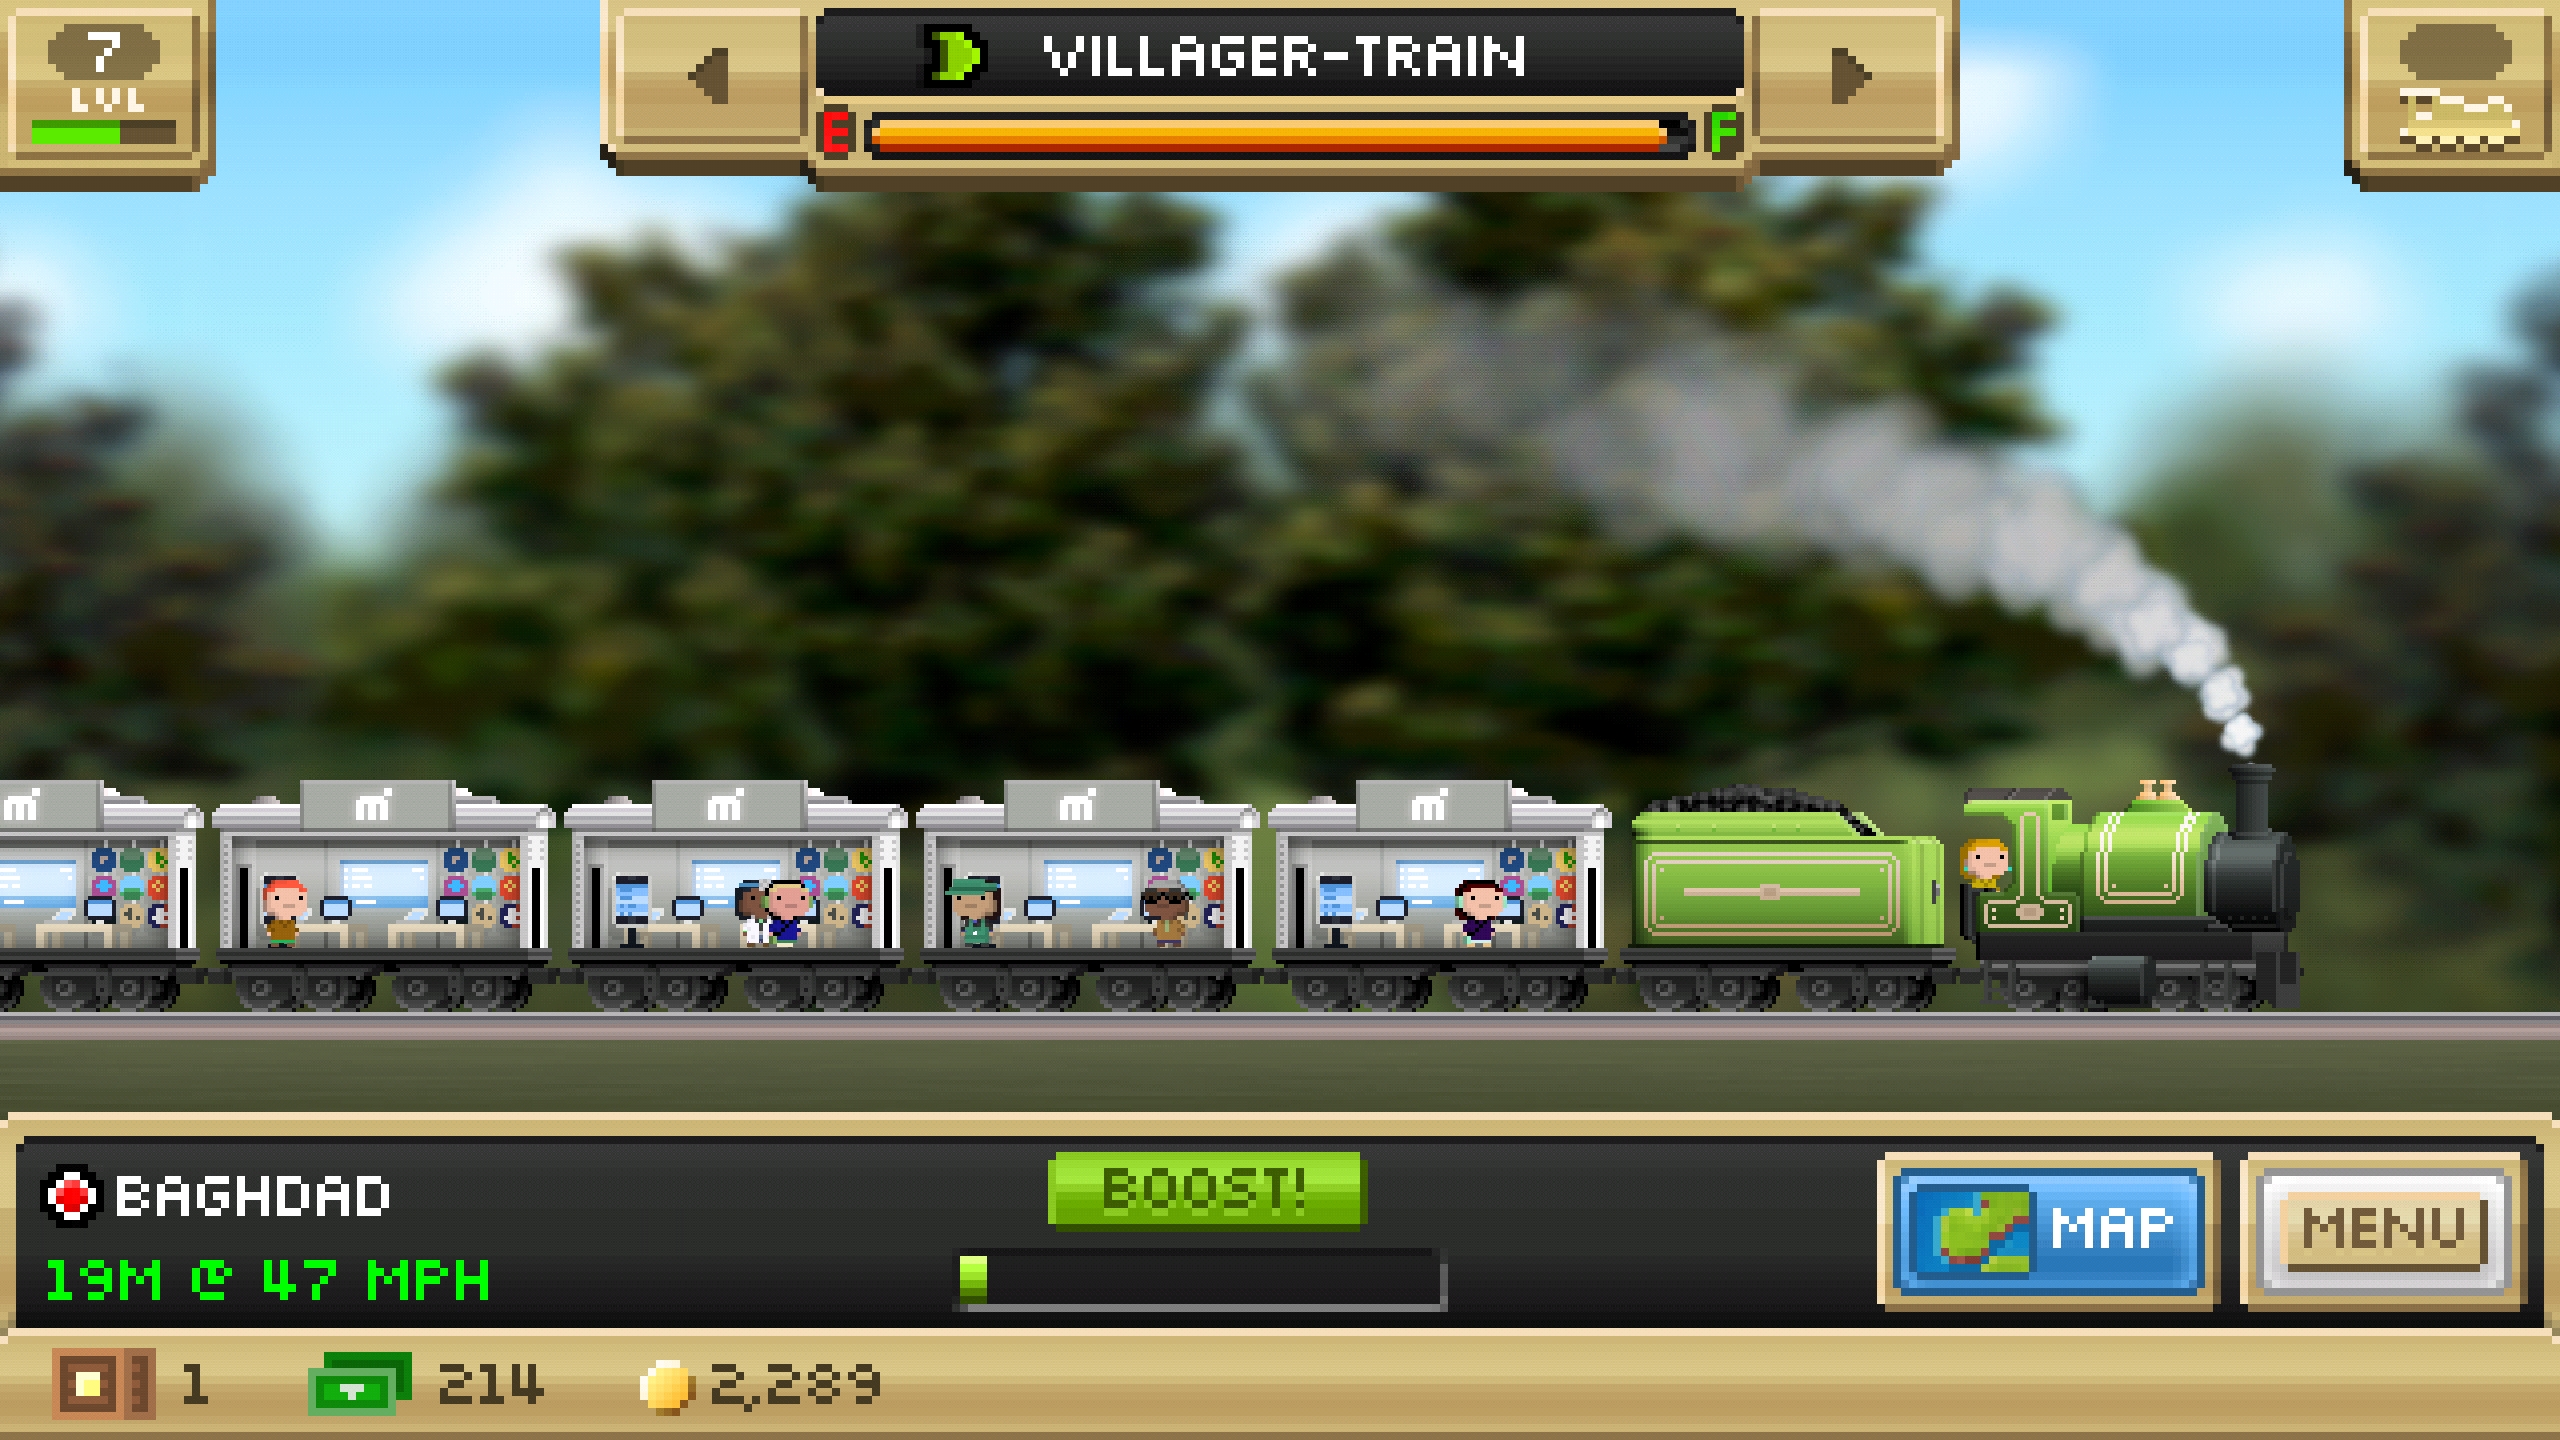 7
LVL
VILLAGER-TRAIN
E F
m m m m m
BAGHDAD
19M @ 47 MPH
BOOST!
MAP
MENU
1 214 2,289